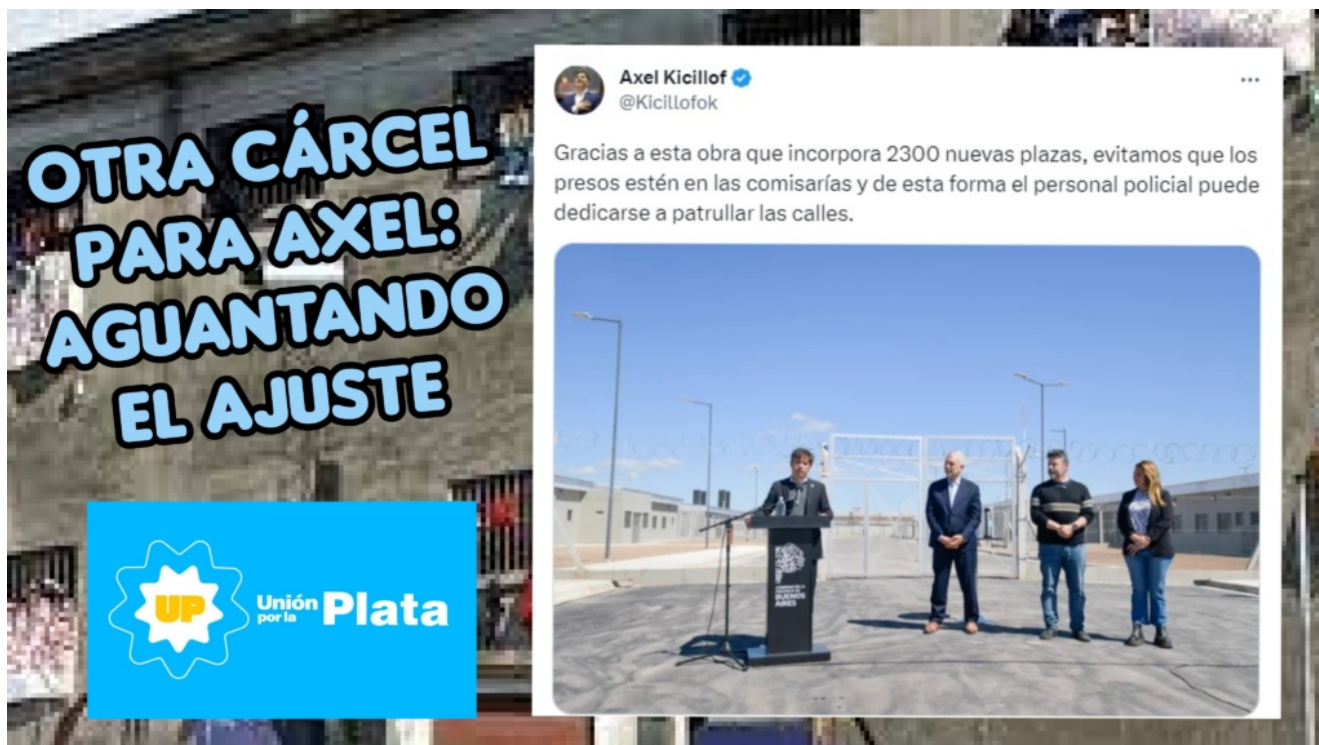 OTRA CÁRCEL
PARA AXEL:
AGUANTANDO
EL AJUSTE
UP
Unión
por la
Plata
Axel Kicillof
@Kicillofok
Gracias a esta obra que incorpora 2300 nuevas plazas, evitamos que los
presos estén en las comisarías y de esta forma el personal policial puede
dedicarse a patrullar las calles.
BUENOS
AIRES